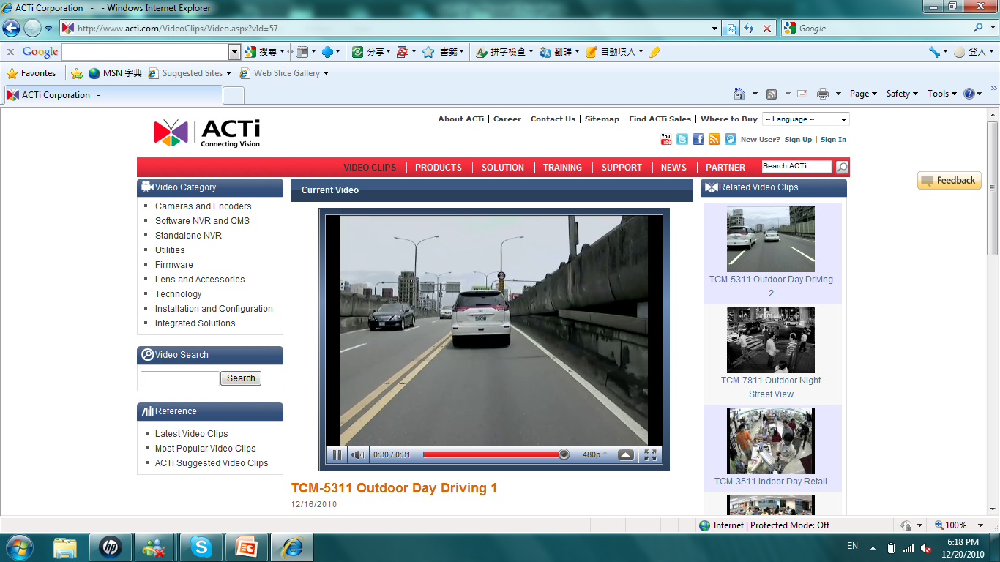 ACTi Corporation - - Windows Internet Explorer
http://www.acti.com/VideoClips/Video.aspx?vId=57
Google
x Google 搜尋 分享 書籤 拼字檢查 翻譯 自動填入 登入
Favorites MSN 字典 Suggested Sites Web Slice Gallery
ACTi Corporation -
Page Safety Tools
ACTi
Connecting Vision
About ACTi | Career | Contact Us | Sitemap | Find ACTi Sales | Where to Buy
-- Language --
You Tube
New User? Sign Up | Sign In
VIDEO CLIPS | PRODUCTS | SOLUTION | TRAINING | SUPPORT | NEWS | PARTNER
Search ACTi ...
Feedback
Video Category
Cameras and Encoders
Software NVR and CMS
Standalone NVR
Utilities
Firmware
Lens and Accessories
Technology
Installation and Configuration
Integrated Solutions
Video Search
Search
Reference
Latest Video Clips
Most Popular Video Clips
ACTi Suggested Video Clips
Current Video
0:30 / 0:31
480p
TCM-5311 Outdoor Day Driving 1
12/16/2010
Related Video Clips
TCM-5311 Outdoor Day Driving
2
TCM-7811 Outdoor Night
Street View
TCM-3511 Indoor Day Retail
Internet | Protected Mode: Off
100%
hp
EN
6:18 PM
12/20/2010